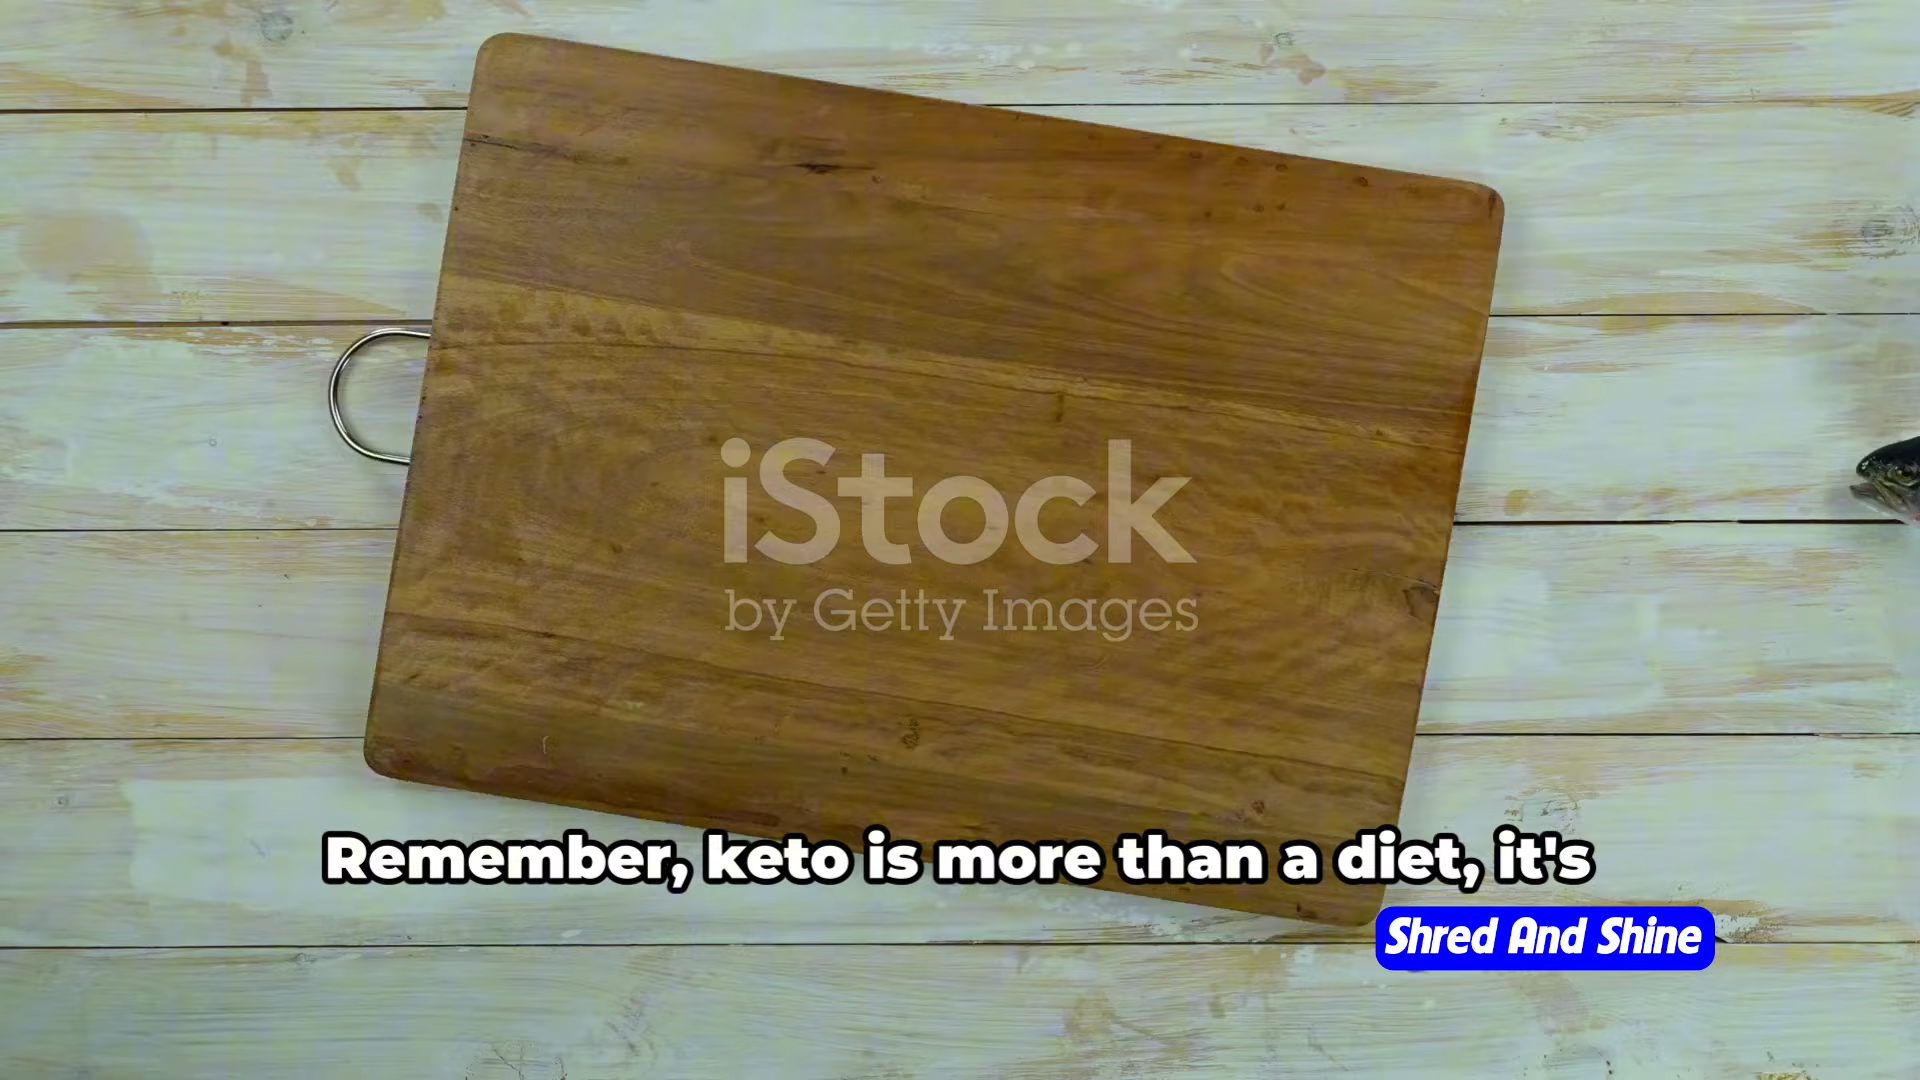 iStock
by Getty Images
Remember, keto is more than a diet, it's
Shred And Shine